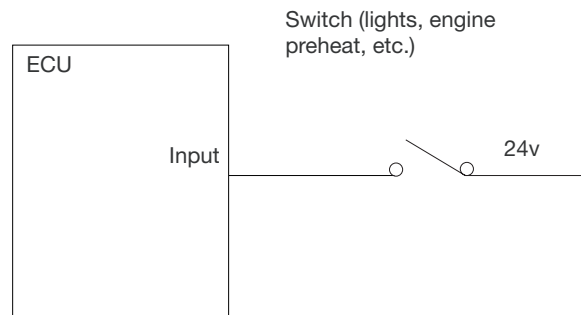 Switch (lights, engine
preheat, etc.)
ECU
Input
24v